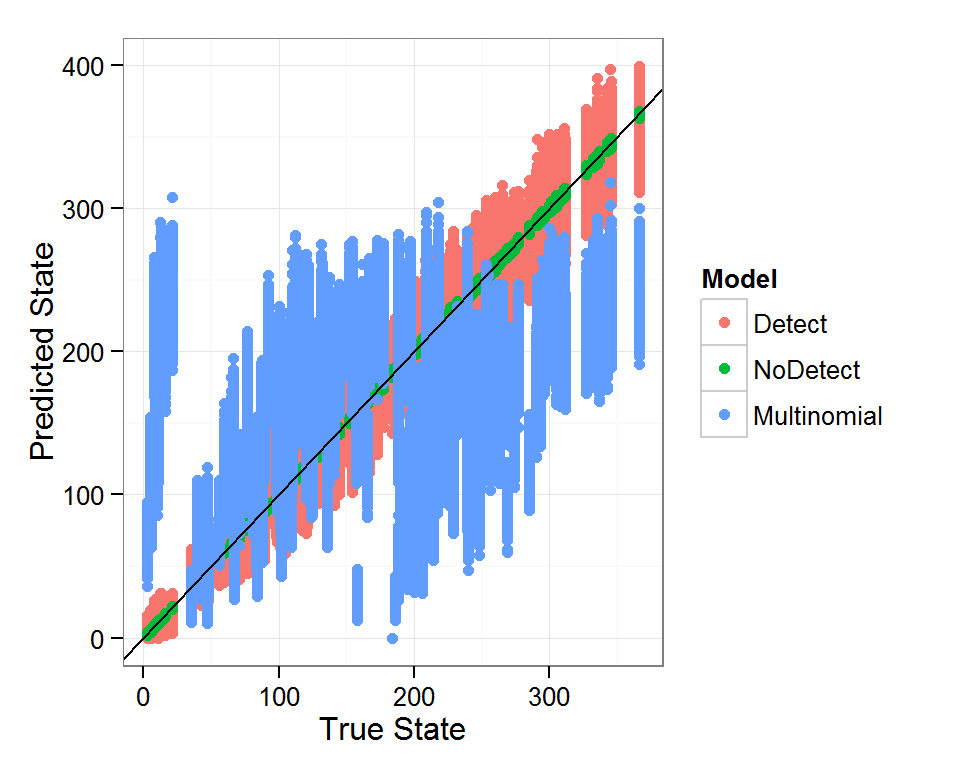 400
300
200
100
0
Predicted State
0 100 200 300
True State
Model
Detect
NoDetect
Multinomial